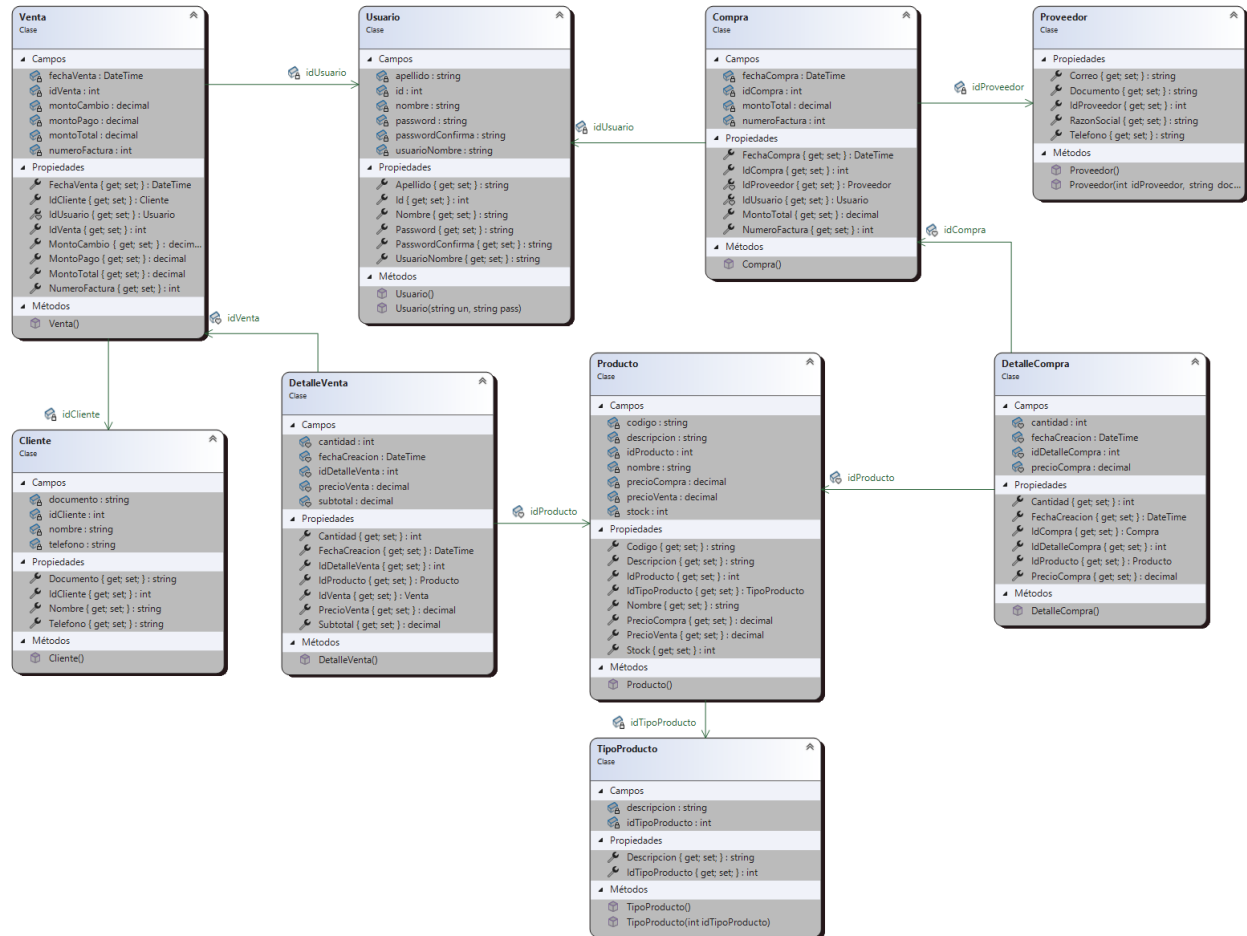 Venta
Clase
Campos
fechaVenta : DateTime
idVenta : int
montoCambio : decimal
montoPago : decimal
montoTotal : decimal
numeroFactura : int
Propiedades
FechaVenta { get; set; } : DateTime
IdCliente { get; set; } : Cliente
IdUsuario { get; set; } : Usuario
IdVenta { get; set; } : int
MontoCambio { get; set; } : decim...
MontoPago { get; set; } : decimal
MontoTotal { get; set; } : decimal
NumeroFactura { get; set; } : int
Métodos
Venta()
idUsuario
Usuario
Clase
Campos
apellido : string
id : int
nombre : string
password : string
passwordConfirma : string
usuarioNombre : string
Propiedades
Apellido { get; set; } : string
Id { get; set; } : int
Nombre { get; set; } : string
Password { get; set; } : string
PasswordConfirma { get; set; } : string
UsuarioNombre { get; set; } : string
Métodos
Usuario()
Usuario(string un, string pass)
idUsuario
Compra
Clase
Campos
fechaCompra : DateTime
idCompra : int
montoTotal : decimal
numeroFactura : int
Propiedades
FechaCompra { get; set; } : DateTime
IdCompra { get; set; } : int
IdProveedor { get; set; } : Proveedor
IdUsuario { get; set; } : Usuario
MontoTotal { get; set; } : decimal
NumeroFactura { get; set; } : int
Métodos
Compra()
idProveedor
Proveedor
Clase
Propiedades
Correo { get; set; } : string
Documento { get; set; } : string
IdProveedor { get; set; } : int
RazonSocial { get; set; } : string
Telefono { get; set; } : string
Métodos
Proveedor()
Proveedor(int idProveedor, string doc...
idCompra
idVenta
idCliente
Cliente
Clase
Campos
documento : string
idCliente : int
nombre : string
telefono : string
Propiedades
Documento { get; set; } : string
IdCliente { get; set; } : int
Nombre { get; set; } : string
Telefono { get; set; } : string
Métodos
Cliente()
DetalleVenta
Clase
Campos
cantidad : int
fechaCreacion : DateTime
idDetalleVenta : int
precioVenta : decimal
subtotal : decimal
Propiedades
Cantidad { get; set; } : int
FechaCreacion { get; set; } : DateTime
IdDetalleVenta { get; set; } : int
IdProducto { get; set; } : Producto
IdVenta { get; set; } : Venta
PrecioVenta { get; set; } : decimal
Subtotal { get; set; } : decimal
Métodos
DetalleVenta()
idProducto
Producto
Clase
Campos
codigo : string
descripcion : string
idProducto : int
nombre : string
precioCompra : decimal
precioVenta : decimal
stock : int
Propiedades
Codigo { get; set; } : string
Descripcion { get; set; } : string
IdProducto { get; set; } : int
IdTipoProducto { get; set; } : TipoProducto
Nombre { get; set; } : string
PrecioCompra { get; set; } : decimal
PrecioVenta { get; set; } : decimal
Stock { get; set; } : int
Métodos
Producto()
idProducto
DetalleCompra
Clase
Campos
cantidad : int
fechaCreacion : DateTime
idDetalleCompra : int
precioCompra : decimal
Propiedades
Cantidad { get; set; } : int
FechaCreacion { get; set; } : DateTime
IdCompra { get; set; } : Compra
IdDetalleCompra { get; set; } : int
IdProducto { get; set; } : Producto
PrecioCompra { get; set; } : decimal
Métodos
DetalleCompra()
idTipoProducto
TipoProducto
Clase
Campos
descripcion : string
idTipoProducto : int
Propiedades
Descripcion { get; set; } : string
IdTipoProducto { get; set; } : int
Métodos
TipoProducto()
TipoProducto(int idTipoProducto)